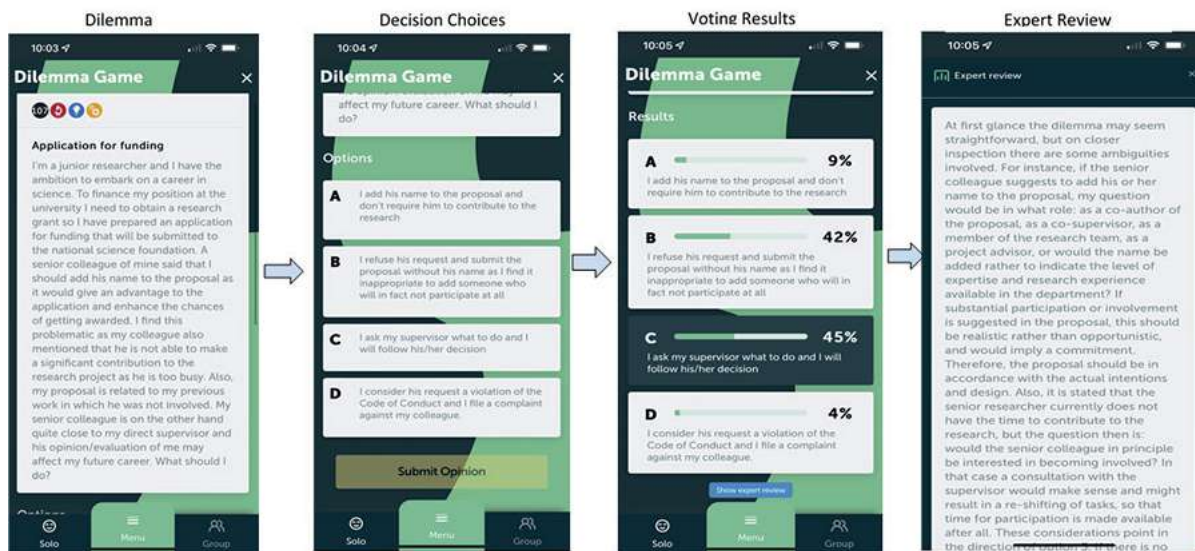 Dilemma
10:03
Dilemma Game
107
Application for funding
I'm a junior researcher and I have the
ambition to embark on a career in
science. To finance my position at the
university I need to obtain a research
grant so I have prepared an application
for funding that will be submitted to
the national science foundation. A
senior colleague of mine said that I
should add his name to the proposal as
it would give an advantage to the
application and enhance the chances
of getting awarded. I find this
problematic as my colleague also
mentioned that he is not able to make
a significant contribution to the
research project as he is too busy. Also,
my proposal is related to my previous
work in which he was not involved. My
senior colleague is on the other hand
quite close to my direct supervisor and
his opinion/evaluation of me may
affect my future career. What should I
do?
Options
Solo
Menu
Group
Decision Choices
10:04
Dilemma Game
affect my future career. What should I
do?
Options
A
I add his name to the proposal and
don't require him to contribute to the
research
B
I refuse his request and submit the
proposal without his name as I find it
inappropriate to add someone who
will in fact not participate at all
C
I ask my supervisor what to do and I
will follow his/her decision
D
I consider his request a violation of the
Code of Conduct and I file a complaint
against my colleague.
Submit Opinion
Solo
Menu
Group
Voting Results
10:05
Dilemma Game
Results
A 9%
I add his name to the proposal and don't
require him to contribute to the research
B 42%
I refuse his request and submit the
proposal without his name as I find it
inappropriate to add someone who will in
fact not participate at all
C 45%
I ask my supervisor what to do and I will
follow his/her decision
D 4%
I consider his request a violation of the
Code of Conduct and I file a complaint
against my colleague.
Show expert review
Solo
Menu
Group
Expert Review
10:05
Expert review
At first glance the dilemma may seem
straightforward, but on closer
inspection there are some ambiguities
involved. For instance, if the senior
colleague suggests to add his or her
name to the proposal, my question
would be in what role: as a co-author of
the proposal, as a co-supervisor, as a
member of the research team, as a
project advisor, or would the name be
added rather to indicate the level of
expertise and research experience
available in the department? If
substantial participation or involvement
is suggested in the proposal, this should
be realistic rather than opportunistic,
and would imply a commitment.
Therefore, the proposal should be in
accordance with the actual intentions
and design. Also, it is stated that the
senior researcher currently does not
have the time to contribute to the
research, but the question then is:
would the senior colleague in principle
be interested in becoming involved? In
that case a consultation with the
supervisor would make sense and might
result in a re-shifting of tasks, so that
time for participation is made available
after all. These considerations point in
the direction of option there is no